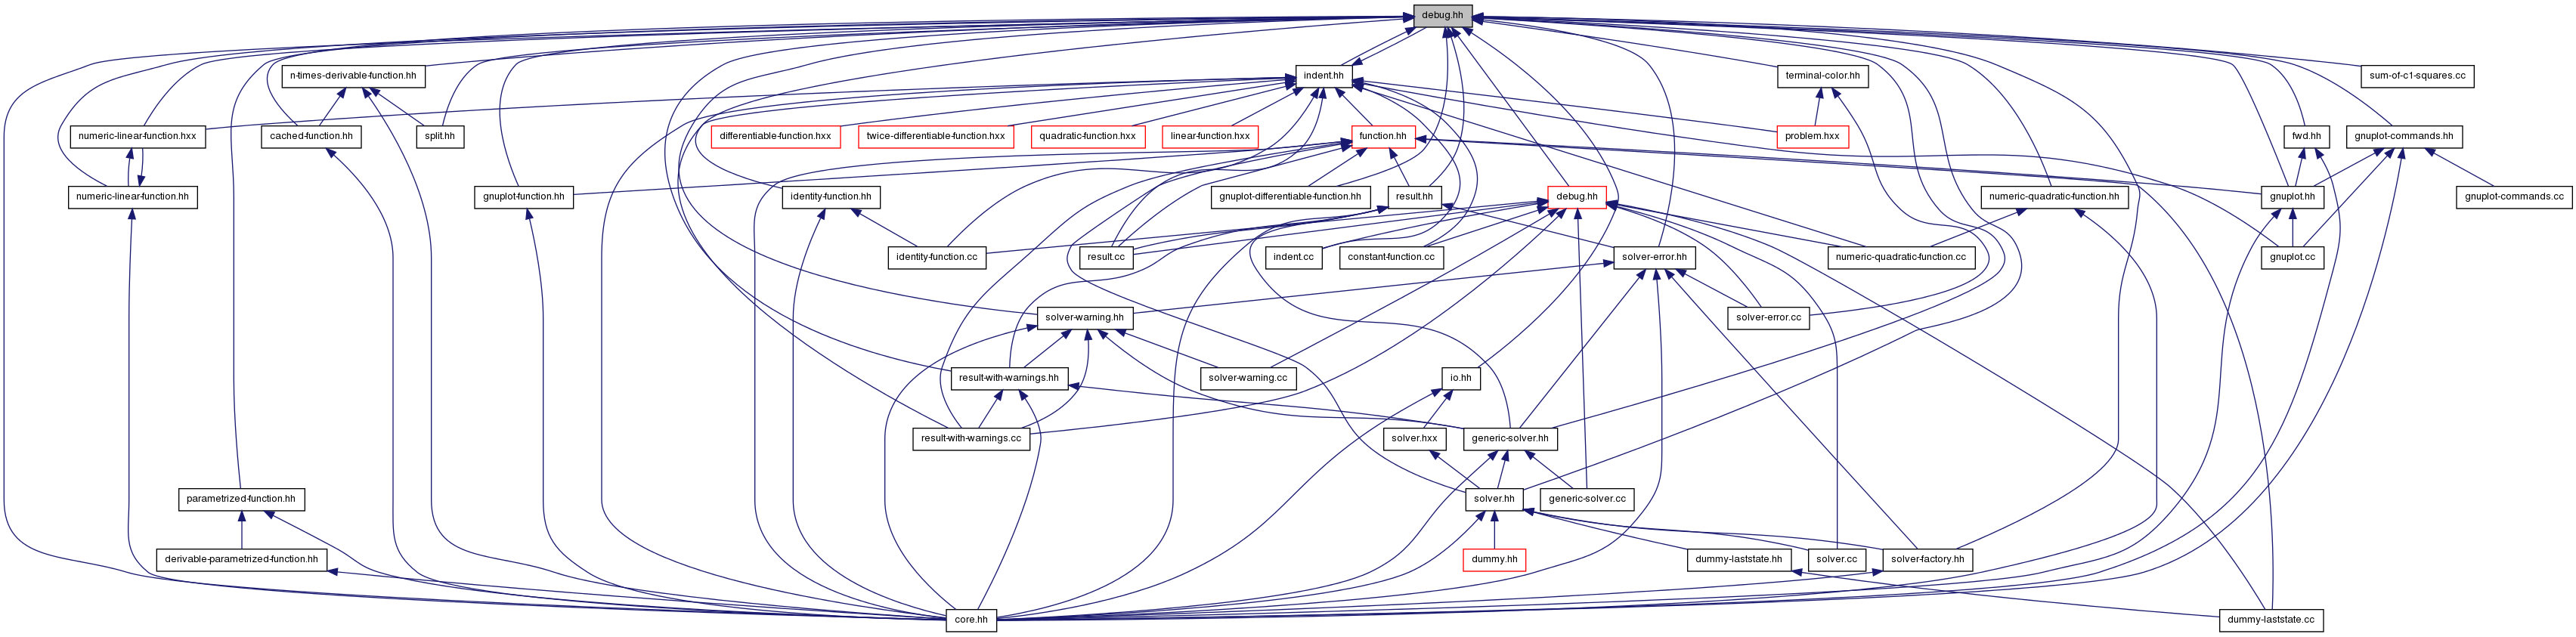 debug.hh
n-times-derivable-function.hh
indent.hh
terminal-color.hh
sum-of-c1-squares.cc
numeric-linear-function.hxx
cached-function.hh
split.hh
differentiable-function.hxx
twice-differentiable-function.hxx
quadratic-function.hxx
linear-function.hxx
function.hh
problem.hxx
fwd.hh
gnuplot-commands.hh
numeric-linear-function.hh
gnuplot-function.hh
identity-function.hh
gnuplot-differentiable-function.hh
result.hh
debug.hh
numeric-quadratic-function.hh
gnuplot.hh
gnuplot-commands.cc
identity-function.cc
result.cc
indent.cc
constant-function.cc
solver-error.hh
numeric-quadratic-function.cc
gnuplot.cc
solver-warning.hh
solver-error.cc
result-with-warnings.hh
solver-warning.cc
io.hh
result-with-warnings.cc
solver.hxx
generic-solver.hh
parametrized-function.hh
solver.hh
generic-solver.cc
derivable-parametrized-function.hh
dummy.hh
dummy-laststate.hh
solver.cc
solver-factory.hh
core.hh
dummy-laststate.cc